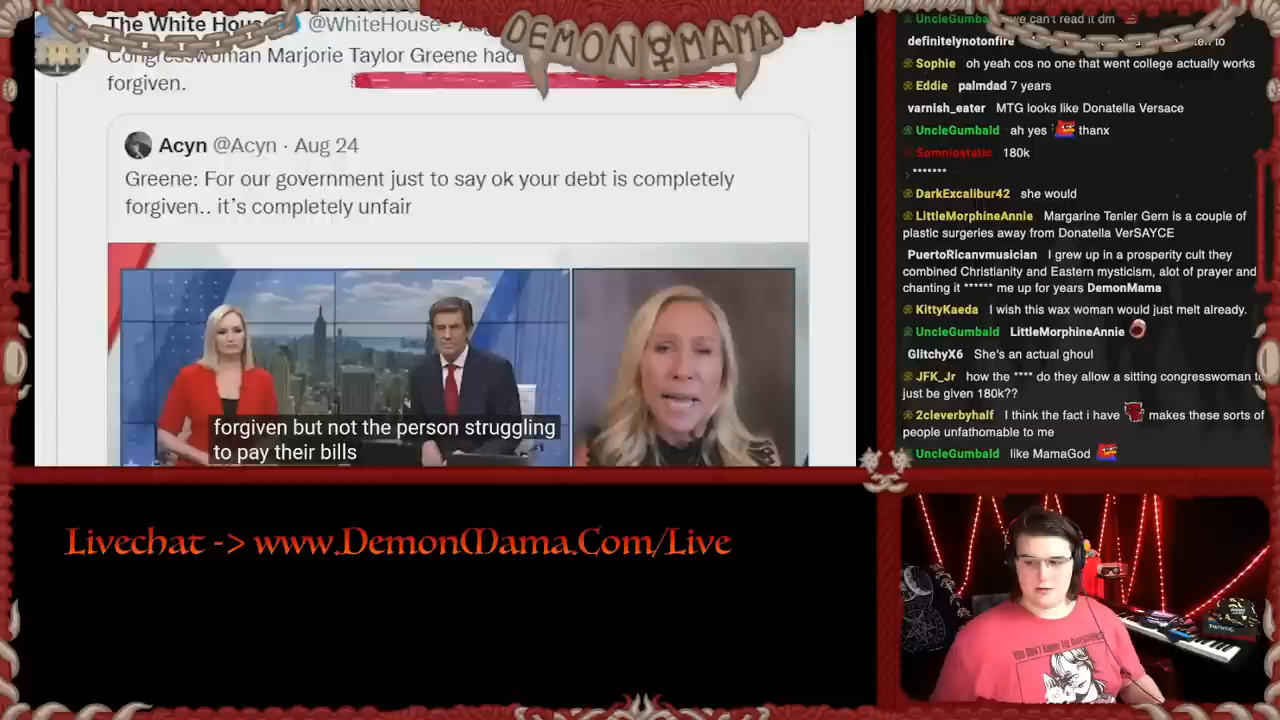 The White House @WhiteHouse ·
Congresswoman Marjorie Taylor Greene had
forgiven.
Acyn @Acyn · Aug 24
Greene: For our government just to say ok your debt is completely
forgiven.. it's completely unfair
forgiven but not the person struggling
to pay their bills
DEMON MAMA
Livechat -> www.DemonMama.Com/Live
UncleGumba we can't read it dm
definitelynotonfire
Sophie oh yeah cos no one that went college actually works
Eddie palmdad 7 years
varnish_eater MTG looks like Donatella Versace
UncleGumbald ah yes thanx
Somniostatic 180k
*******
DarkExcalibur42 she would
LittleMorphineAnnie Margarine Tenler Gern is a couple of
plastic surgeries away from Donatella VerSAYCE
PuertoRicanvmusician I grew up in a prosperity cult they
combined Christianity and Eastern mysticism, alot of prayer and
chanting it ****** me up for years DemonMama
KittyKaeda I wish this wax woman would just melt already.
UncleGumbald LittleMorphineAnnie
GlitchyX6 She's an actual ghoul
JFK_Jr how the **** do they allow a sitting congresswoman to
just be given 180k??
2cleverbyhalf I think the fact i have makes these sorts of
people unfathomable to me
UncleGumbald like MamaGod